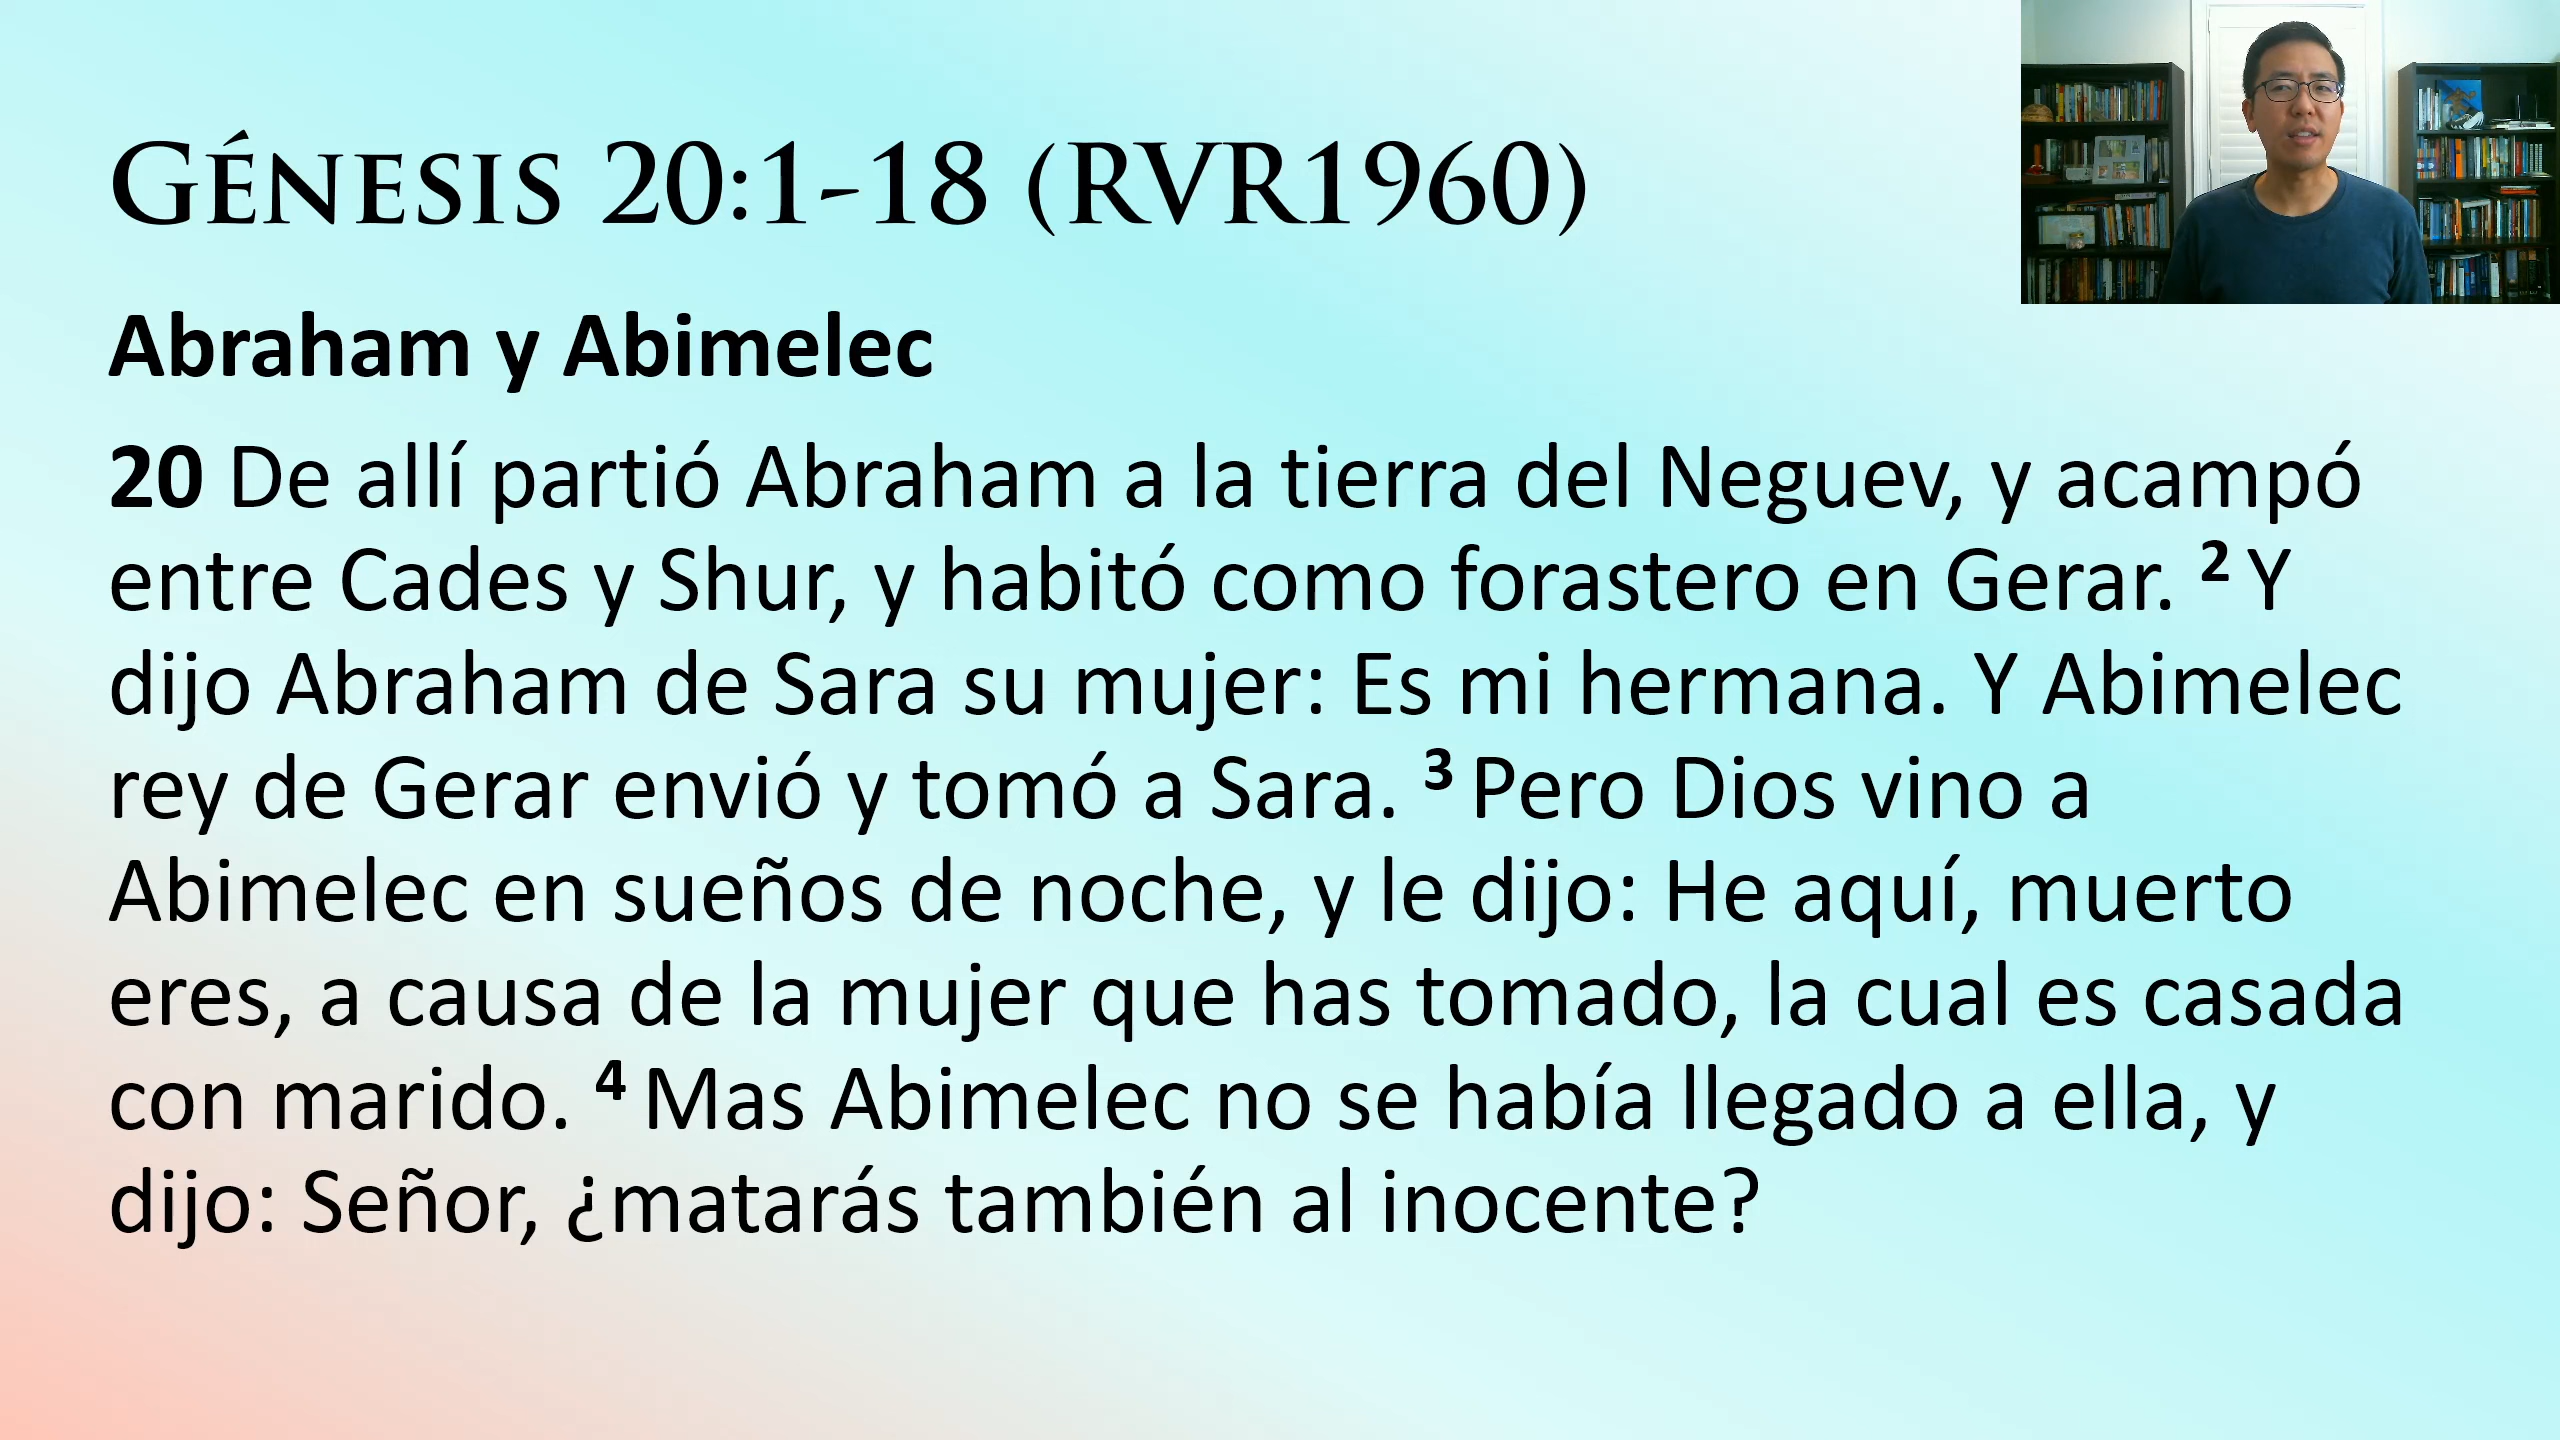 Génesis 20:1-18 (RVR1960)
Abraham y Abimelec
20 De allí partió Abraham a la tierra del Neguev, y acampó
entre Cades y Shur, y habitó como forastero en Gerar. 2 Y
dijo Abraham de Sara su mujer: Es mi hermana. Y Abimelec
rey de Gerar envió y tomó a Sara. 3 Pero Dios vino a
Abimelec en sueños de noche, y le dijo: He aquí, muerto
eres, a causa de la mujer que has tomado, la cual es casada
con marido. 4 Mas Abimelec no se había llegado a ella, y
dijo: Señor, ¿matarás también al inocente?